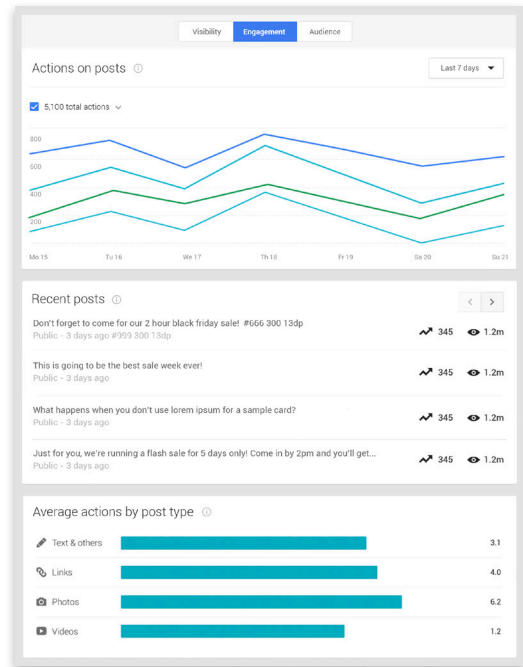 Visibility Engagement Audience
Actions on posts
Last 7 days
5,100 total actions
800
600
400
200
Mo 15 Tu 16 We 17 Th 18 Fr 19 Sa 20 Su 21
Recent posts
Don't forget to come for our 2 hour black friday sale! #666 300 13dp
Public - 3 days ago #999 300 13dp
345 1.2m
This is going to be the best sale week ever!
Public - 3 days ago
345 1.2m
What happens when you don't use lorem ipsum for a sample card?
Public - 3 days ago
345 1.2m
Just for you, we're running a flash sale for 5 days only! Come in by 2pm and you'll get...
Public - 3 days ago
345 1.2m
Average actions by post type
Text & others 3.1
Links 4.0
Photos 6.2
Videos 1.2